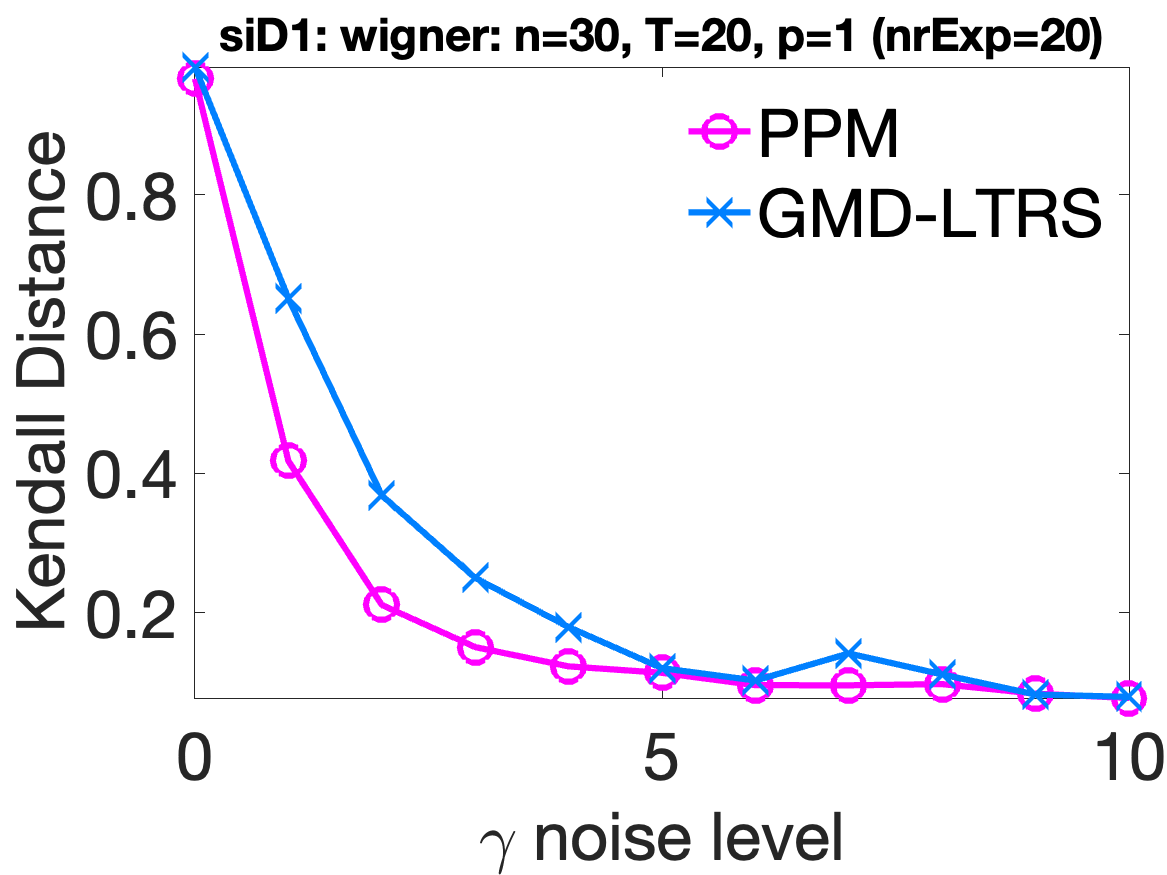 siD1: wigner: n=30, T=20, p=1 (nrExp=20)
PPM
GMD-LTRS
Kendall Distance
0.8
0.6
0.4
0.2
0 5 10
γ noise level